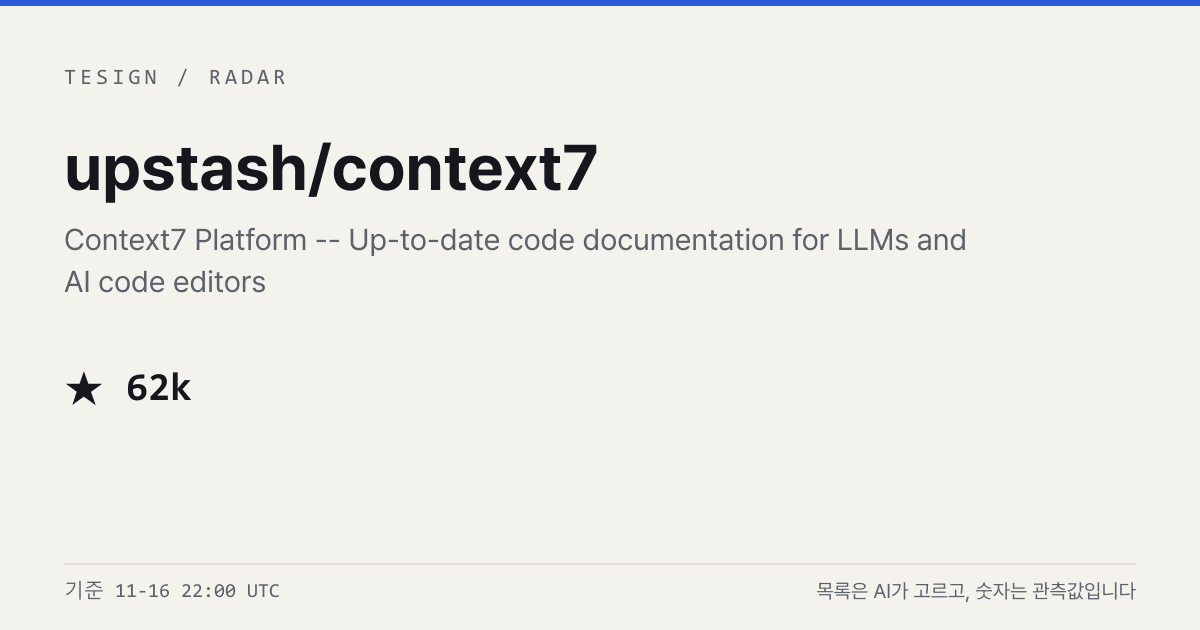 TESIGN / RADAR
upstash/context7
Context7 Platform -- Up-to-date code documentation for LLMs and
AI code editors
★ 62k
기준 11-16 22:00 UTC
목록은 AI가 고르고, 숫자는 관측값입니다